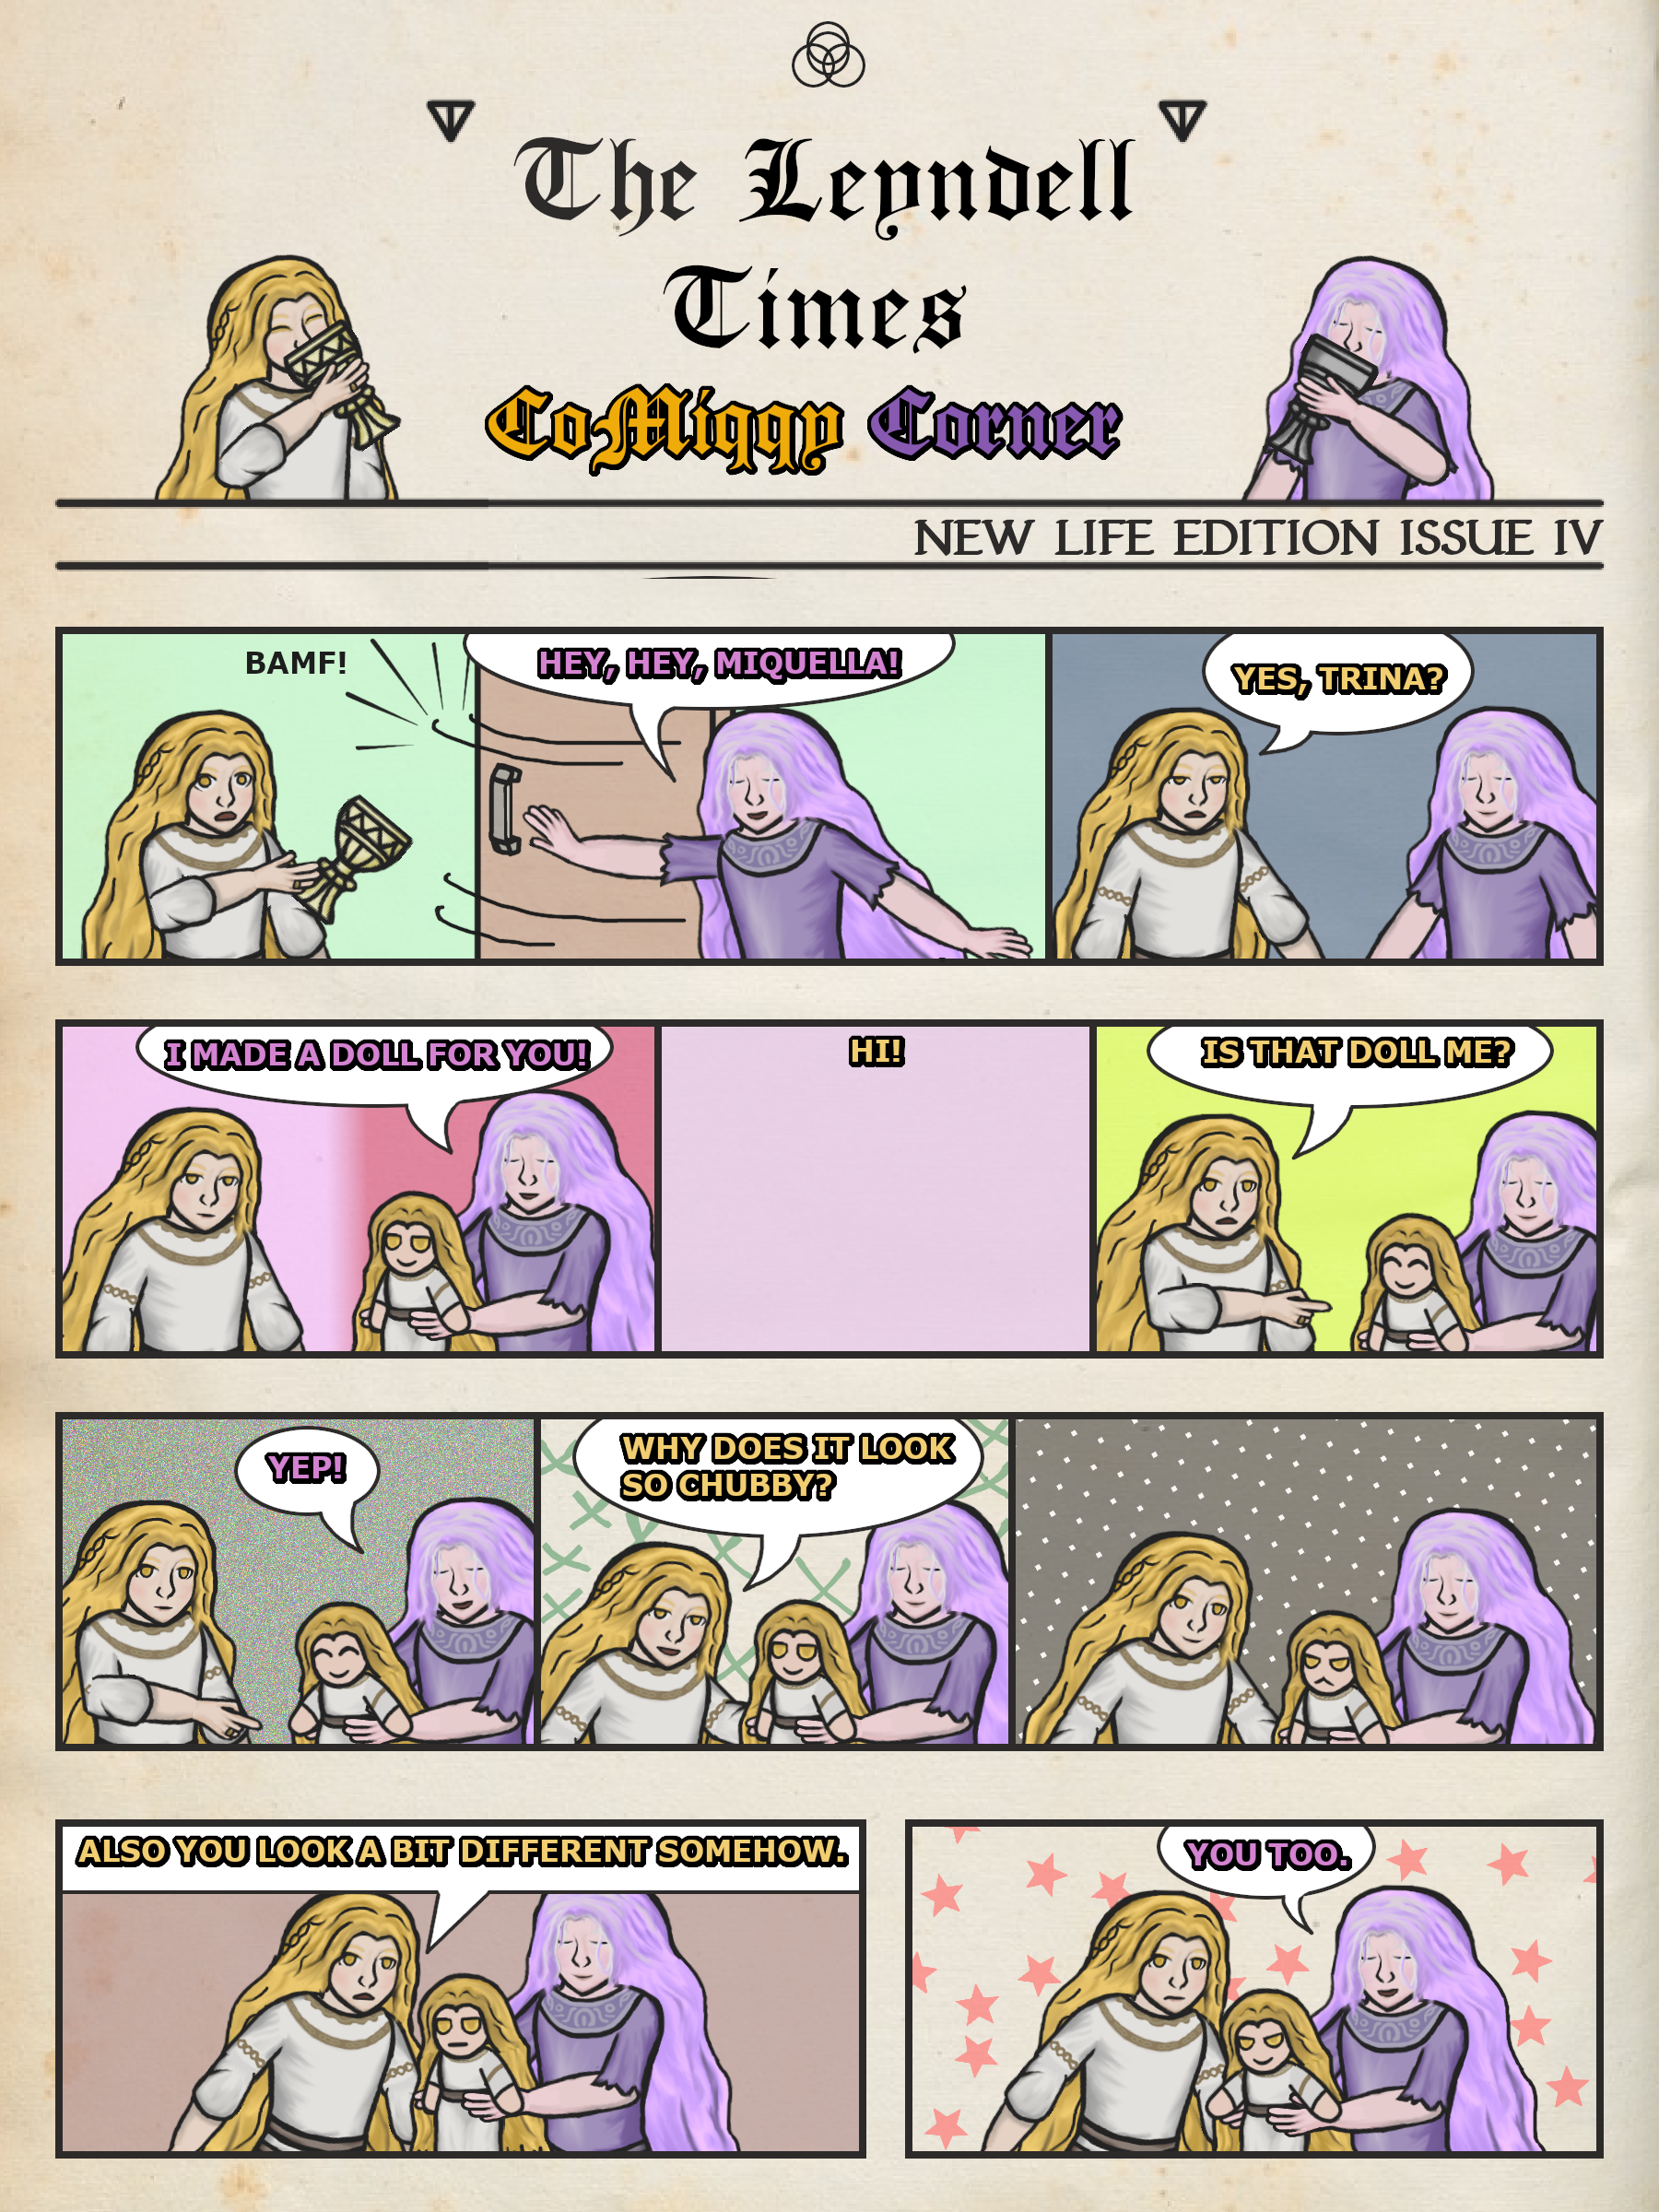 The Leyndell
Times
CoMiqqy Corner
NEW LIFE EDITION ISSUE IV
BAMF!
HEY, HEY, MIQUELLA!
YES, TRINA?
I MADE A DOLL FOR YOU!
HI!
IS THAT DOLL ME?
YEP!
WHY DOES IT LOOK
SO CHUBBY?
ALSO YOU LOOK A BIT DIFFERENT SOMEHOW.
YOU TOO.